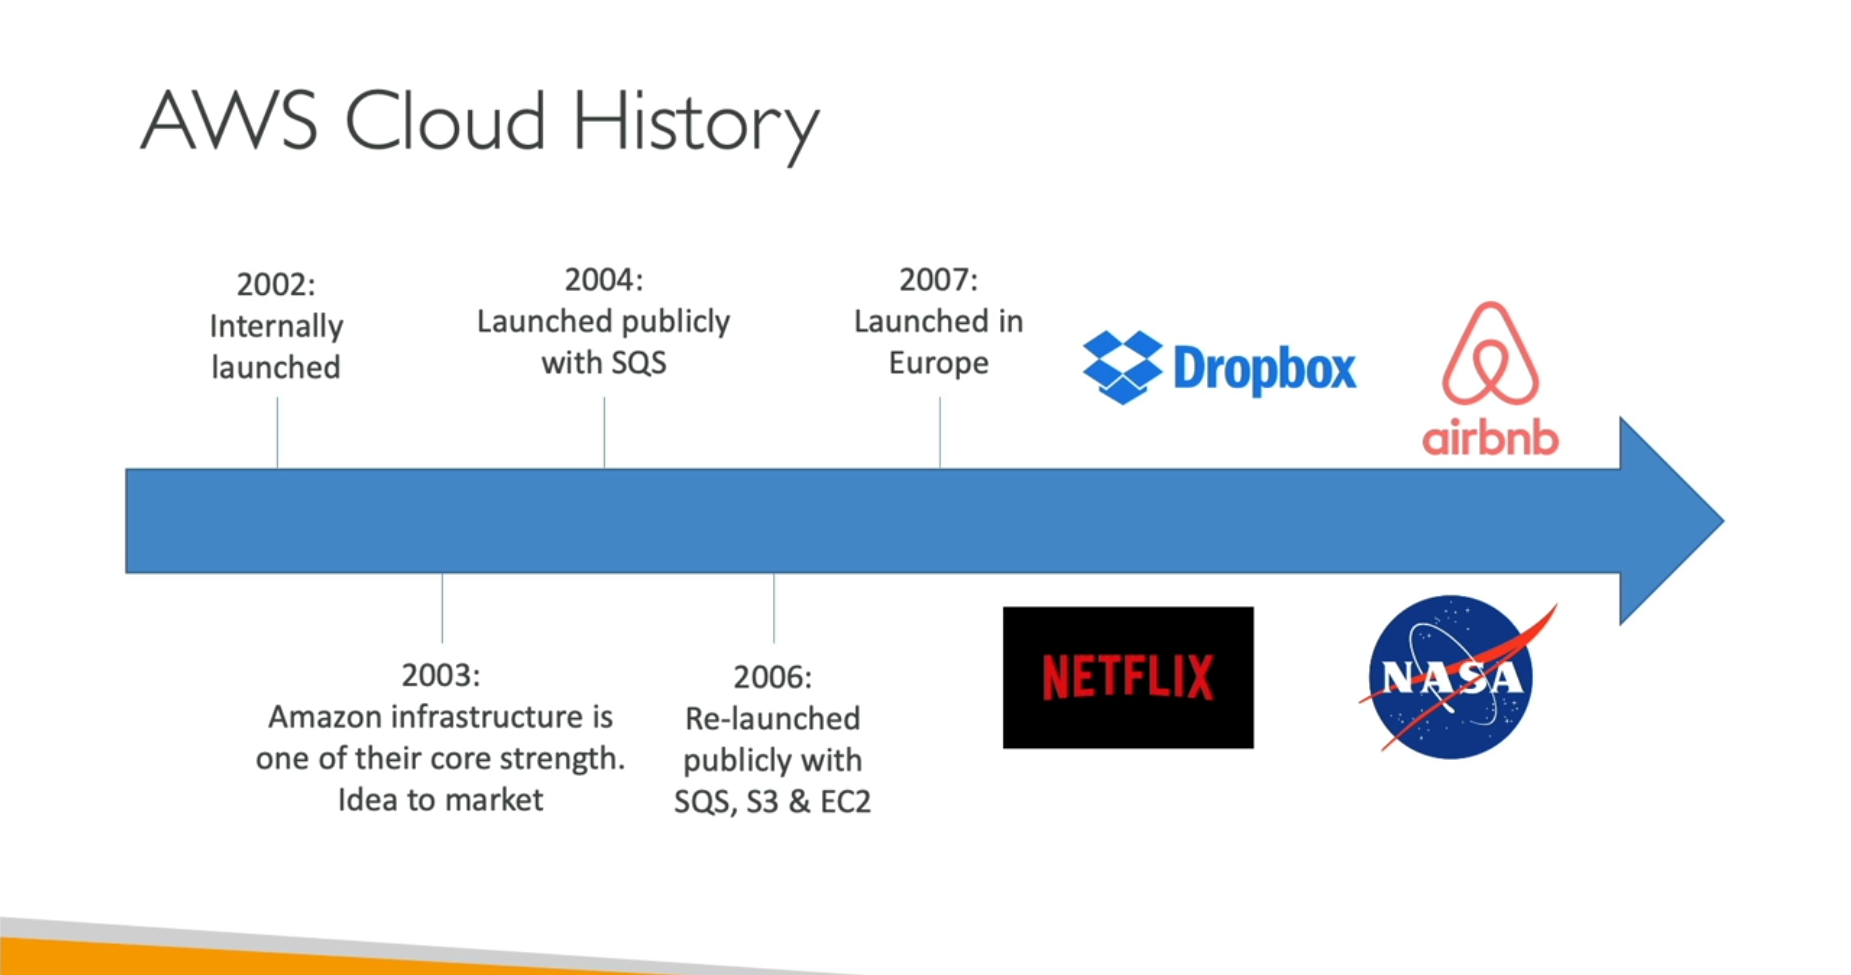 AWS Cloud History
2002:
Internally
launched
2004:
Launched publicly
with SQS
2007:
Launched in
Europe
Dropbox
airbnb
2003:
Amazon infrastructure is
one of their core strength.
Idea to market
2006:
Re-launched
publicly with
SQS, S3 & EC2
NETFLIX
NASA